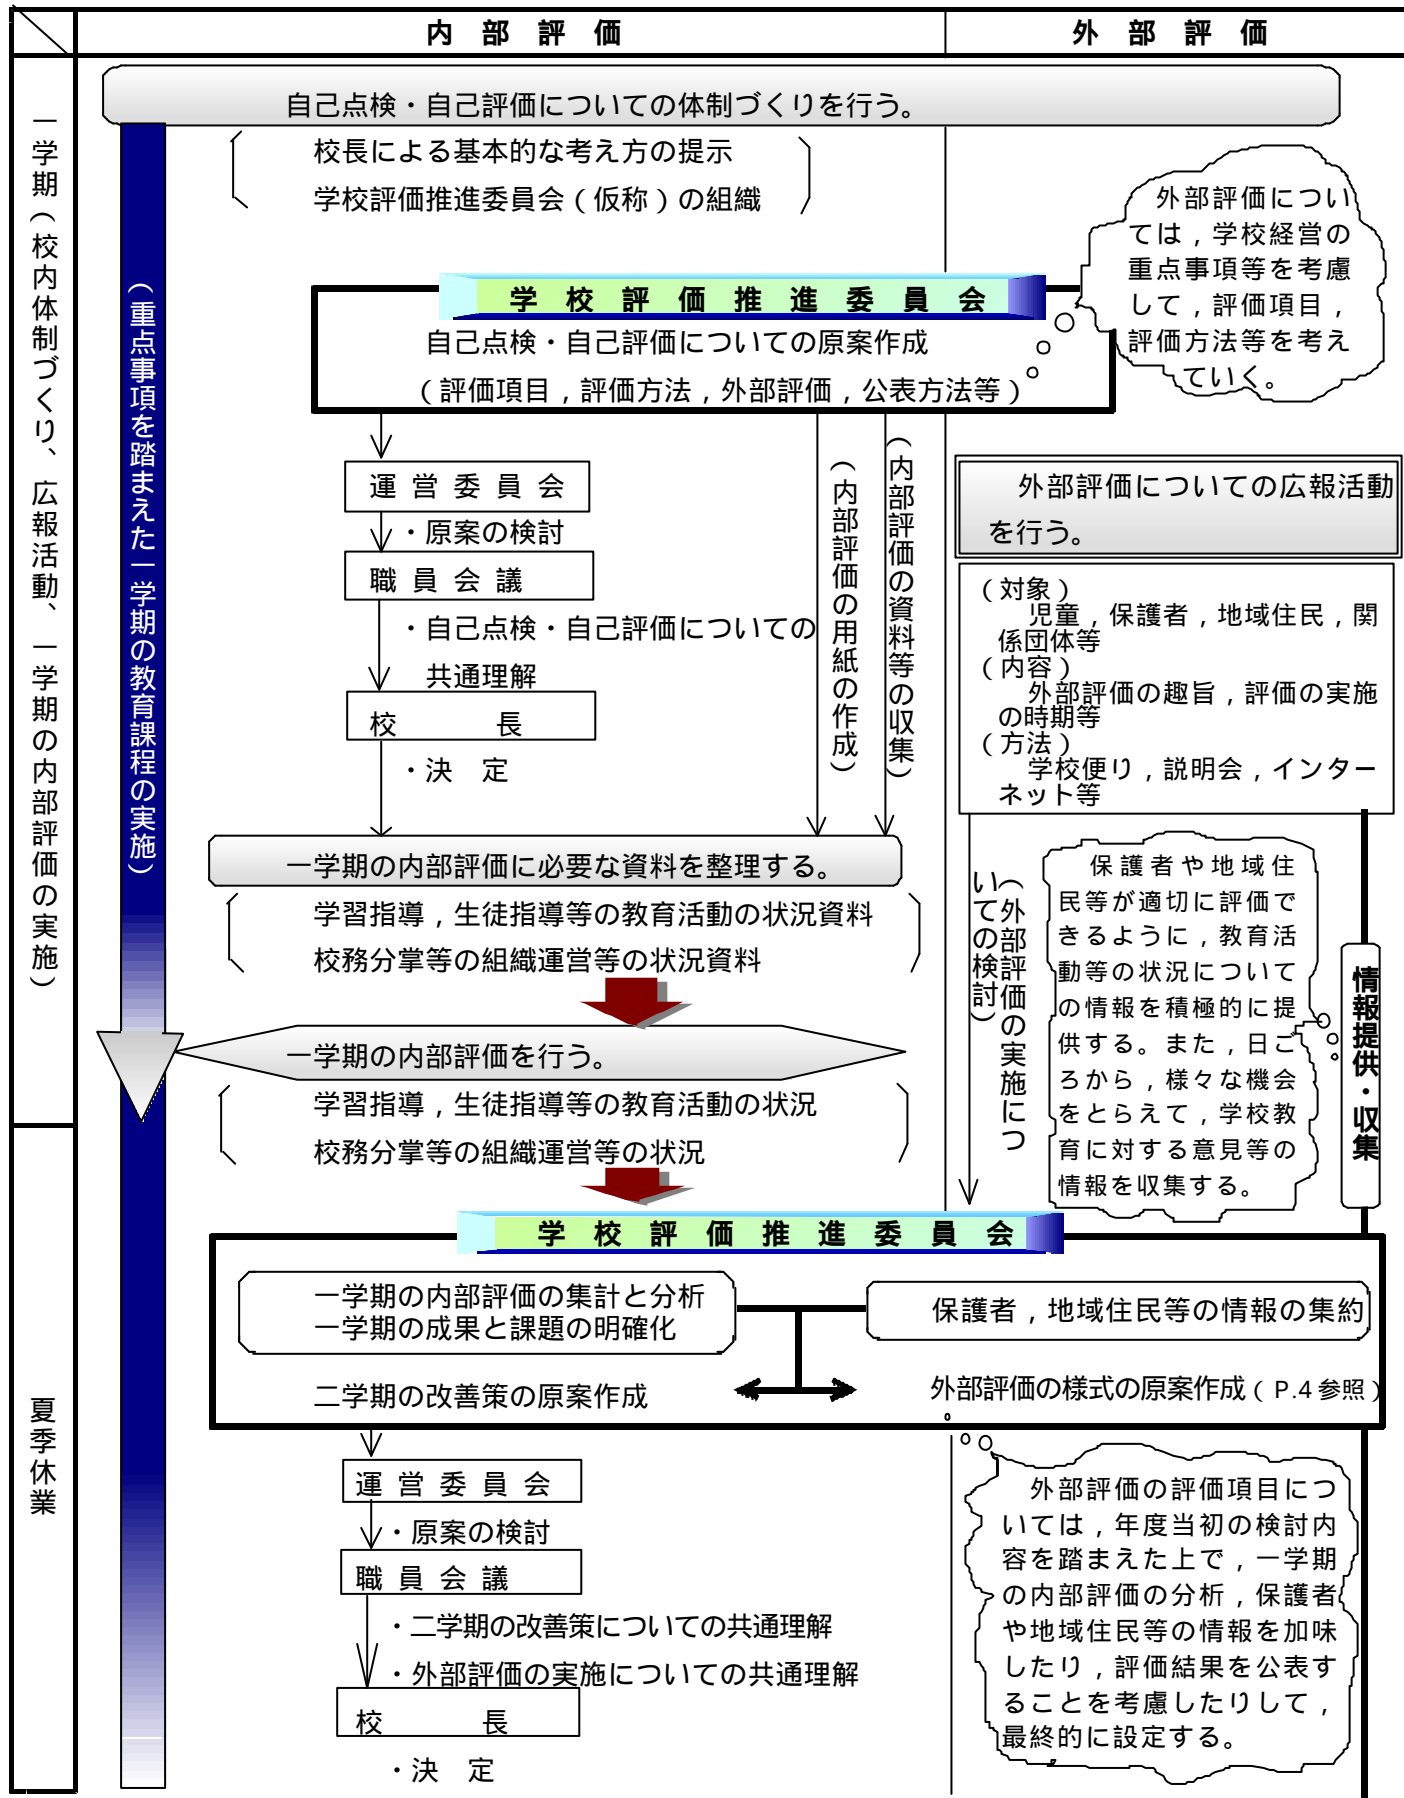 内部評価
外部評価
一学期(校内体制づくり、広報活動、一学期の内部評価の実施)
自己点検・自己評価についての体制づくりを行う。
校長による基本的な考え方の提示
学校評価推進委員会(仮称)の組織
(重点事項を踏まえた一学期の教育課程の実施)
外部評価につい
ては,学校経営の
重点事項等を考慮
して,評価項目,
評価方法等を考え
ていく。
学校評価推進委員会
自己点検・自己評価についての原案作成
(評価項目,評価方法,外部評価,公表方法等)
運営委員会
・原案の検討
職員会議
・自己点検・自己評価についての
共通理解
校長
・決定
(内部評価の用紙の作成)
(内部評価の資料等の収集)
外部評価についての広報活動
を行う。
(対象)
児童,保護者,地域住民,関
係団体等
(内容)
外部評価の趣旨,評価の実施
の時期等
(方法)
学校便り,説明会,インター
ネット等
一学期の内部評価に必要な資料を整理する。
学習指導,生徒指導等の教育活動の状況資料
校務分掌等の組織運営等の状況資料
(外部評価の実施につ
いての検討)
保護者や地域住
民等が適切に評価で
きるように,教育活
動等の状況について
の情報を積極的に提
供する。また,日ご
ろから,様々な機会
をとらえて,学校教
育に対する意見等の
情報を収集する。
情報提供・収集
一学期の内部評価を行う。
学習指導,生徒指導等の教育活動の状況
校務分掌等の組織運営等の状況
夏季休業
学校評価推進委員会
一学期の内部評価の集計と分析
一学期の成果と課題の明確化
保護者,地域住民等の情報の集約
二学期の改善策の原案作成
外部評価の様式の原案作成(P.4参照)
運営委員会
・原案の検討
職員会議
・二学期の改善策についての共通理解
・外部評価の実施についての共通理解
校長
・決定
外部評価の評価項目につ
いては,年度当初の検討内
容を踏まえた上で,一学期
の内部評価の分析,保護者
や地域住民等の情報を加味
したり,評価結果を公表す
ることを考慮したりして,
最終的に設定する。